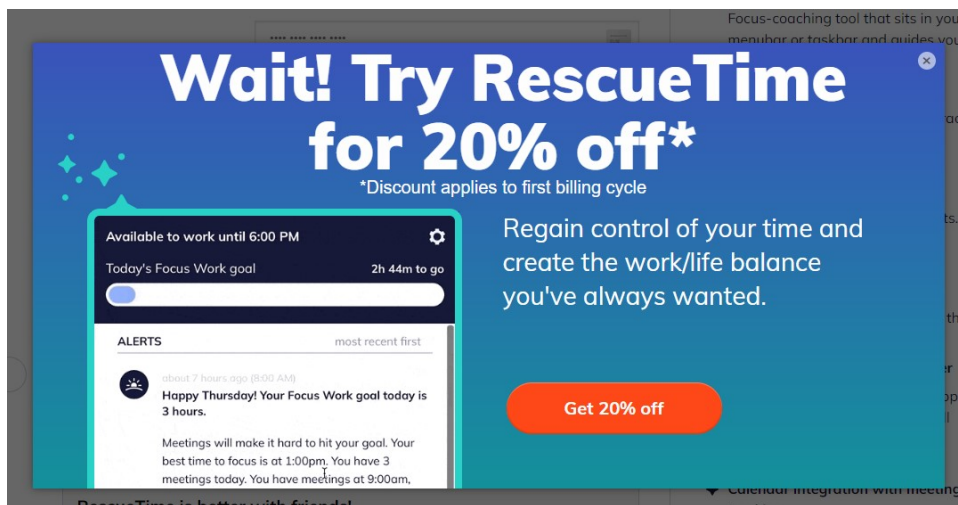 Focus-coaching tool that sits in your
menubar or taskbar and guides you
Wait! Try RescueTime
for 20% off*
*Discount applies to first billing cycle
Available to work until 6:00 PM
Today's Focus Work goal 2h 44m to go
ALERTS most recent first
about 7 hours ago (8:00 AM)
Happy Thursday! Your Focus Work goal today is
3 hours.
Meetings will make it hard to hit your goal. Your
best time to focus is at 1:00pm. You have 3
meetings today. You have meetings at 9:00am,
Regain control of your time and
create the work/life balance
you've always wanted.
Get 20% off
RescueTime is better with friends!
Calendar integration with meeting